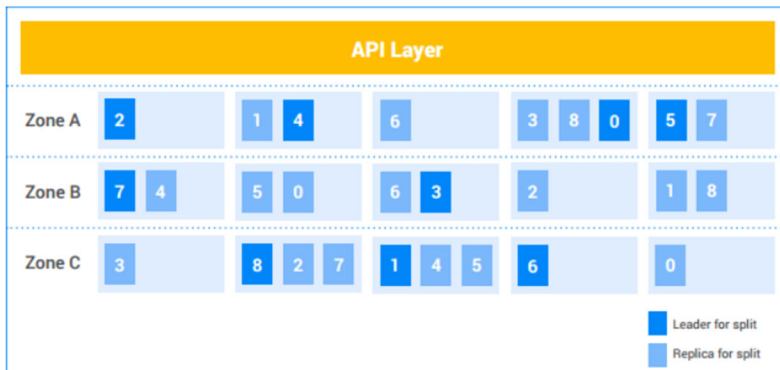 API Layer
Zone A 2 1 4 6 3 8 0 5 7
Zone B 7 4 5 0 6 3 2 1 8
Zone C 3 8 2 7 1 4 5 6 0
Leader for split
Replica for split